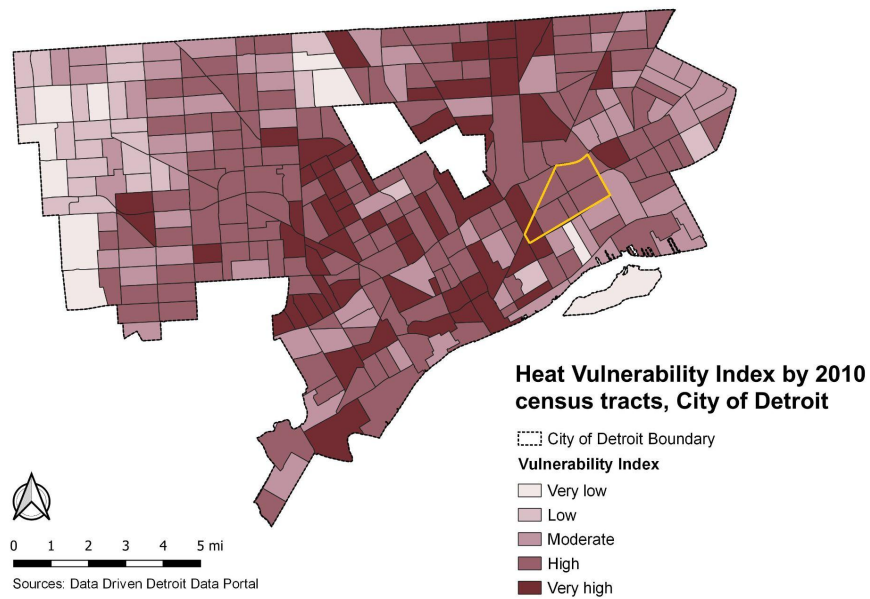 Heat Vulnerability Index by 2010
census tracts, City of Detroit
City of Detroit Boundary
Vulnerability Index
Very low
Low
Moderate
High
Very high
0 1 2 3 4 5 mi
Sources: Data Driven Detroit Data Portal